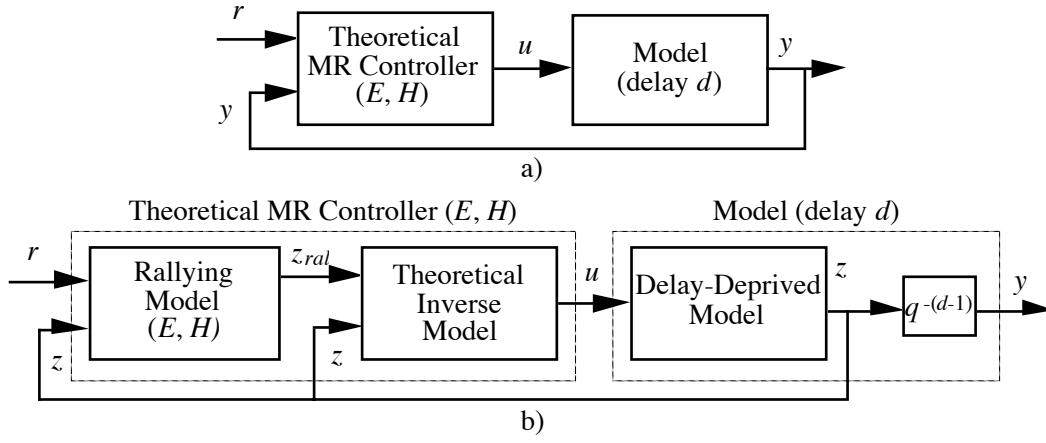 r
Theoretical
MR Controller
(E, H)
u
Model
(delay d)
y
y
a)
Theoretical MR Controller (E, H)
Model (delay d)
r
Rallying
Model
(E, H)
z_ral
Theoretical
Inverse
Model
u
Delay-Deprived
Model
z
q^-(d-1)
y
z
z
b)